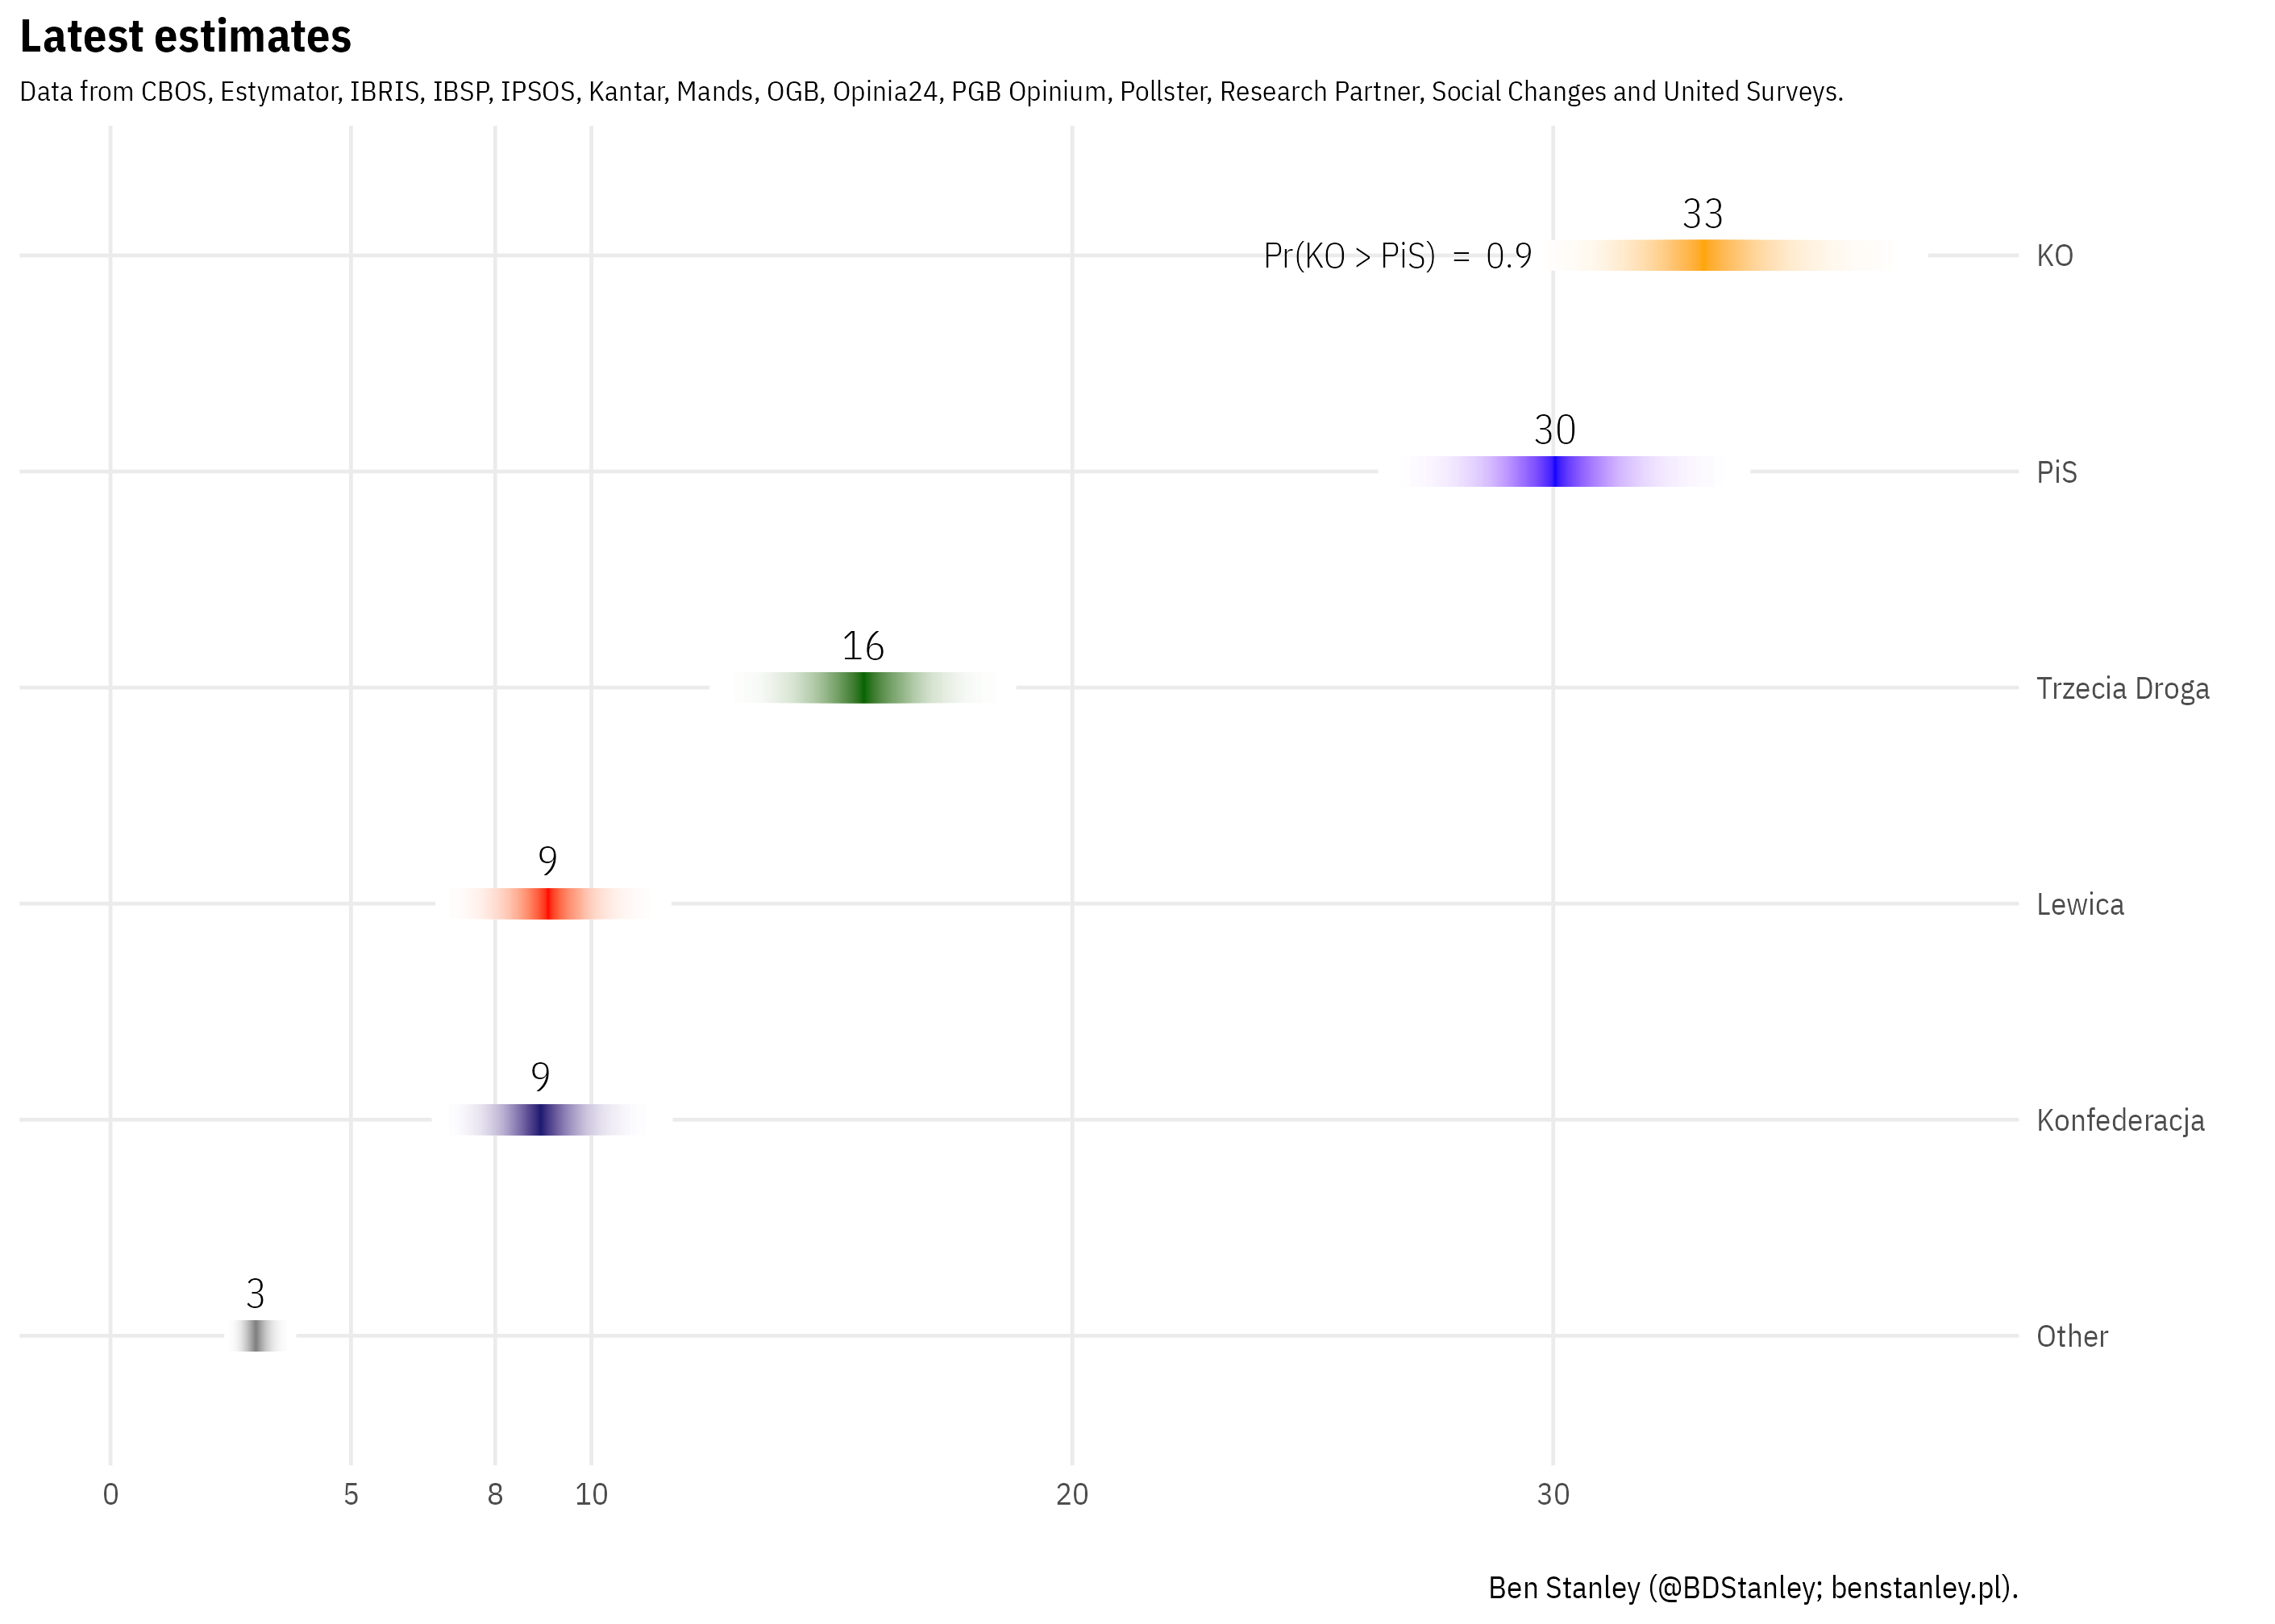 Latest estimates
Data from CBOS, Estymator, IBRIS, IBSP, IPSOS, Kantar, Mands, OGB, Opinia24, PGB Opinium, Pollster, Research Partner, Social Changes and United Surveys.
33
Pr(KO > PiS) = 0.9
KO
30
PiS
16
Trzecia Droga
9
Lewica
9
Konfederacja
3
Other
0 5 8 10 20 30
Ben Stanley (@BDStanley; benstanley.pl).